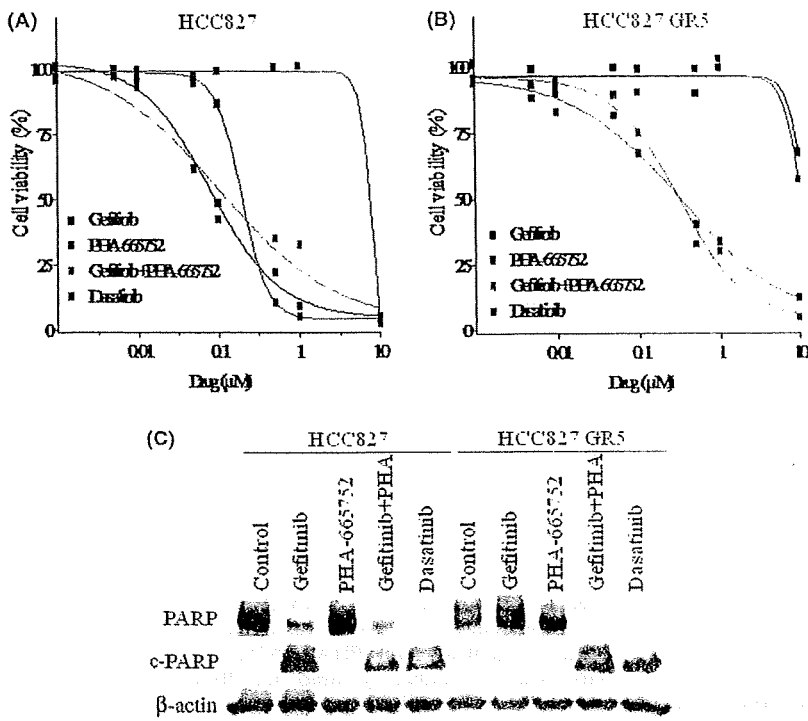 (A) HCC827
Cell viability (%)
100
75
50
25
0
Gefitinib
PHA-665752
Gefitinib+PHA-665752
Dasatinib
0.01 0.1 1 10
Drug (μM)
(B) HCC827 GR5
Cell viability (%)
100
75
50
25
0
Gefitinib
PHA-665752
Gefitinib+PHA-665752
Dasatinib
0.01 0.1 1 10
Drug (μM)
(C) HCC827 HCC827 GR5
Control Gefitinib PHA-665752 Gefitinib+PHA Dasatinib Control Gefitinib PHA-665752 Gefitinib+PHA Dasatinib
PARP
c-PARP
β-actin